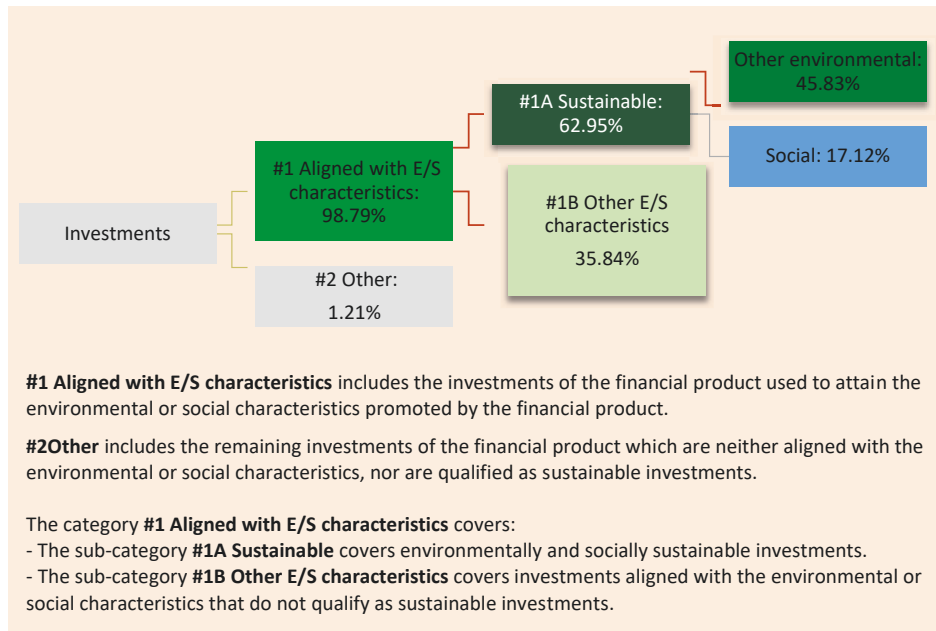 Investments
#1 Aligned with E/S
characteristics:
98.79%
#2 Other:
1.21%
#1A Sustainable:
62.95%
#1B Other E/S
characteristics
35.84%
Other environmental:
45.83%
Social: 17.12%
#1 Aligned with E/S characteristics includes the investments of the financial product used to attain the
environmental or social characteristics promoted by the financial product.
#2Other includes the remaining investments of the financial product which are neither aligned with the
environmental or social characteristics, nor are qualified as sustainable investments.
The category #1 Aligned with E/S characteristics covers:
- The sub-category #1A Sustainable covers environmentally and socially sustainable investments.
- The sub-category #1B Other E/S characteristics covers investments aligned with the environmental or
social characteristics that do not qualify as sustainable investments.